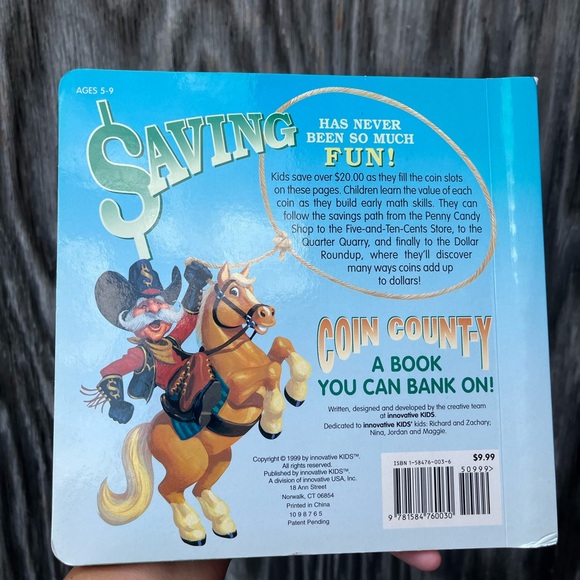 AGES 5-9
$AVING
HAS NEVER
BEEN SO MUCH
FUN!
Kids save over $20.00 as they fill the coin slots
on these pages. Children learn the value of each
coin as they build early math skills. They can
follow the savings path from the Penny Candy
Shop to the Five-and-Ten-Cents Store, to the
Quarter Quarry, and finally to the Dollar
Roundup, where they'll discover
many ways coins add up
to dollars!
COIN COUNT-Y
A BOOK
YOU CAN BANK ON!
Written, designed and developed by the creative team
at innovative KIDS.
Dedicated to innovative KIDS' kids: Richard and Zachary,
Nina, Jordan and Maggie.
Copyright © 1999 by innovative KIDS™
All rights reserved.
Published by innovative KIDS™
A division of innovative USA, Inc.
18 Ann Street
Norwalk, CT 06854
Printed in China
10 9 8 7 6 5
Patent Pending
ISBN 1-58476-003-6
$9.99
50999>
9 781584 760030